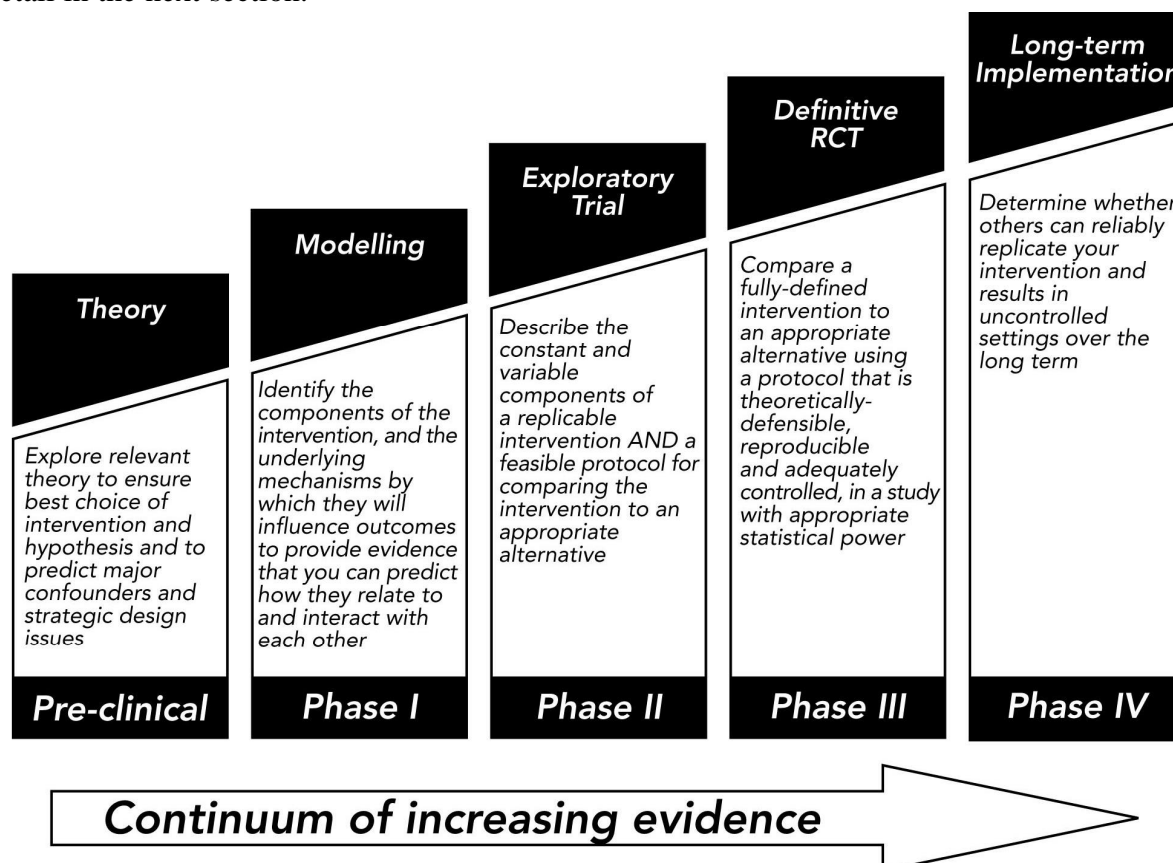 Long-term
Implementation
Definitive
RCT
Exploratory
Trial
Modelling
Theory
Explore relevant
theory to ensure
best choice of
intervention and
hypothesis and to
predict major
confounders and
strategic design
issues
Identify the
components of the
intervention, and the
underlying
mechanisms by
which they will
influence outcomes
to provide evidence
that you can predict
how they relate to
and interact with
each other
Describe the
constant and
variable
components of
a replicable
intervention AND a
feasible protocol for
comparing the
intervention to an
appropriate
alternative
Compare a
fully-defined
intervention to
an appropriate
alternative using
a protocol that is
theoretically-
defensible,
reproducible
and adequately
controlled, in a study
with appropriate
statistical power
Determine whether
others can reliably
replicate your
intervention and
results in
uncontrolled
settings over the
long term
Pre-clinical
Phase I
Phase II
Phase III
Phase IV
Continuum of increasing evidence